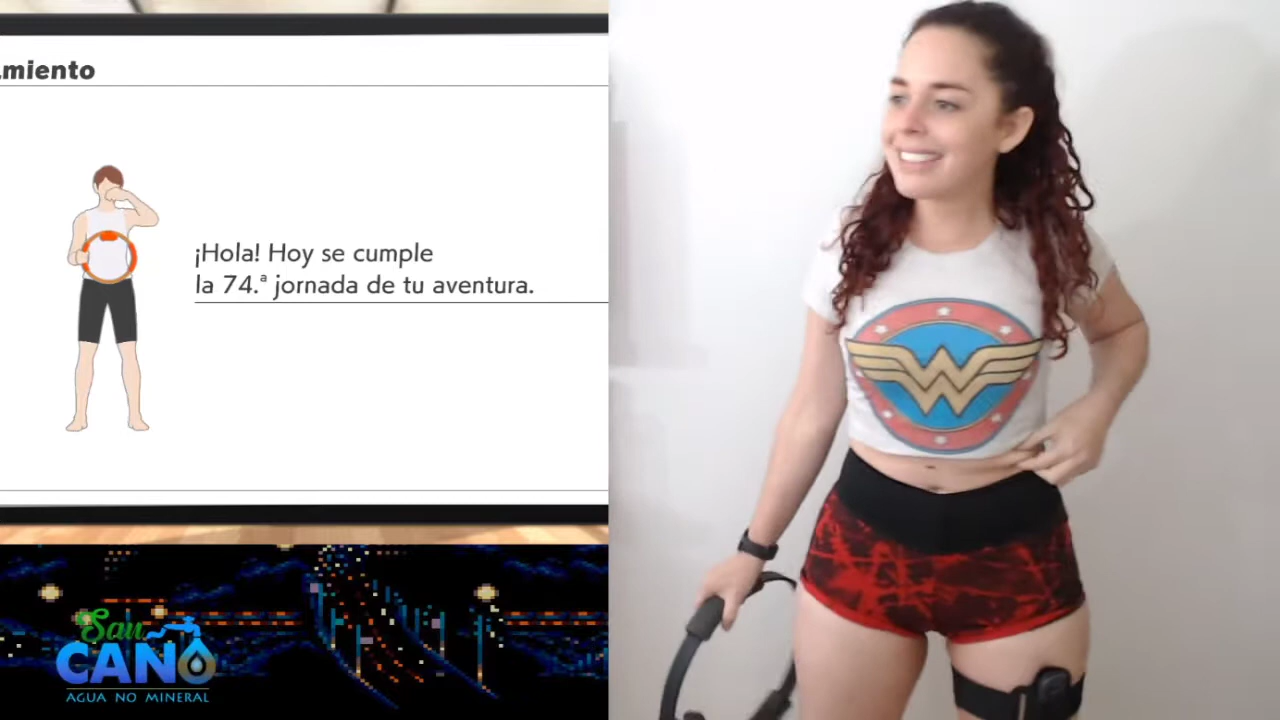 amiento
¡Hola! Hoy se cumple
la 74.ª jornada de tu aventura.
San
CANO
AGUA NO MINERAL
W